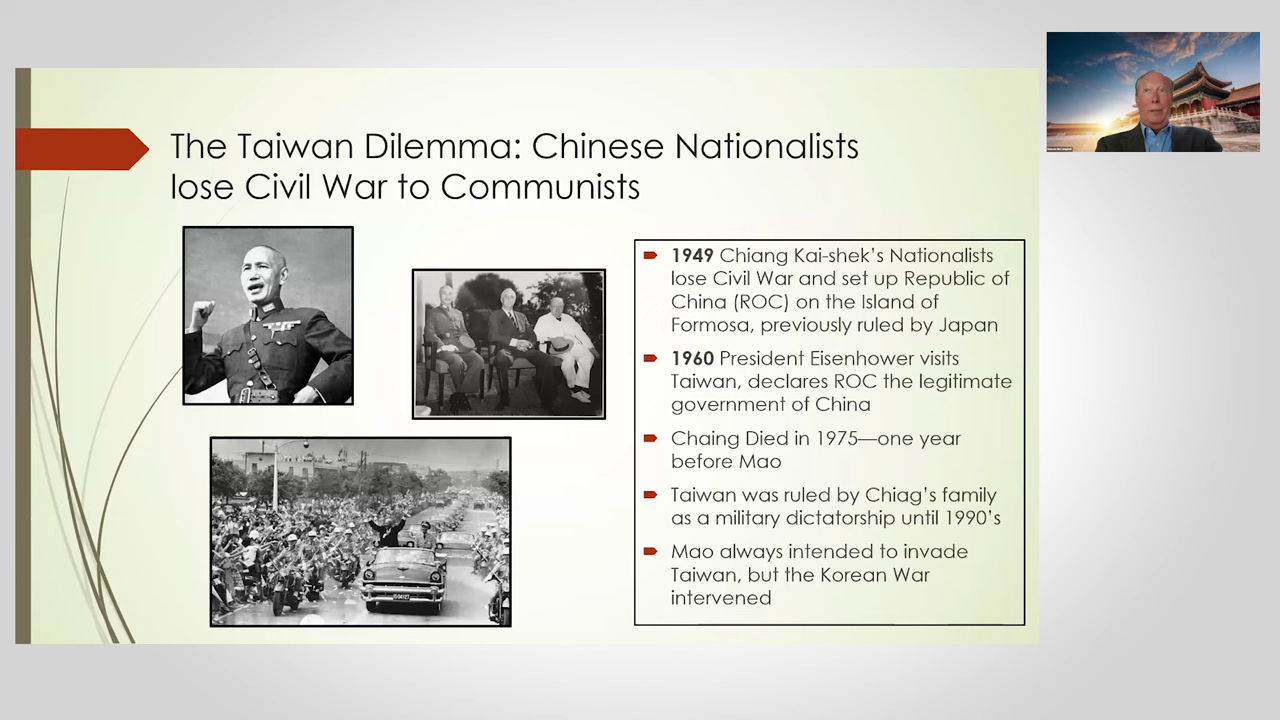 The Taiwan Dilemma: Chinese Nationalists
lose Civil War to Communists
1949 Chiang Kai-shek's Nationalists
lose Civil War and set up Republic of
China (ROC) on the Island of
Formosa, previously ruled by Japan
1960 President Eisenhower visits
Taiwan, declares ROC the legitimate
government of China
Chaing Died in 1975—one year
before Mao
Taiwan was ruled by Chiag's family
as a military dictatorship until 1990's
Mao always intended to invade
Taiwan, but the Korean War
intervened